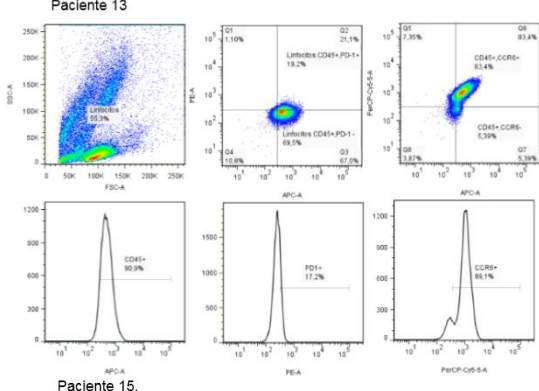 Paciente 13
250K
200K
150K
100K
50K
0
SSC-A
Linfocitos
55,3%
0 50K 100K 150K 200K 250K
FSC-A
Q1
1,10%
Q2
21,1%
Linfocitos CD45+,PD-1+
19,2%
Linfocitos CD45+,PD-1 -
69,5%
Q4
10,8%
Q3
67,0%
PE-A
APC-A
Q5
7,35%
Q6
83,4%
CD45+,CCR6+
83,4%
CD45+,CCR6-
5,39%
Q8
3,87%
Q7
5,39%
PerCP-Cy5-5-A
APC-A
1200
900
600
300
0
CD45+
90,9%
APC-A
1500
1000
500
0
PD1+
17,2%
PE-A
1200
900
600
300
0
CCR6+
89,1%
PerCP-Cy5-5-A
Paciente 15.